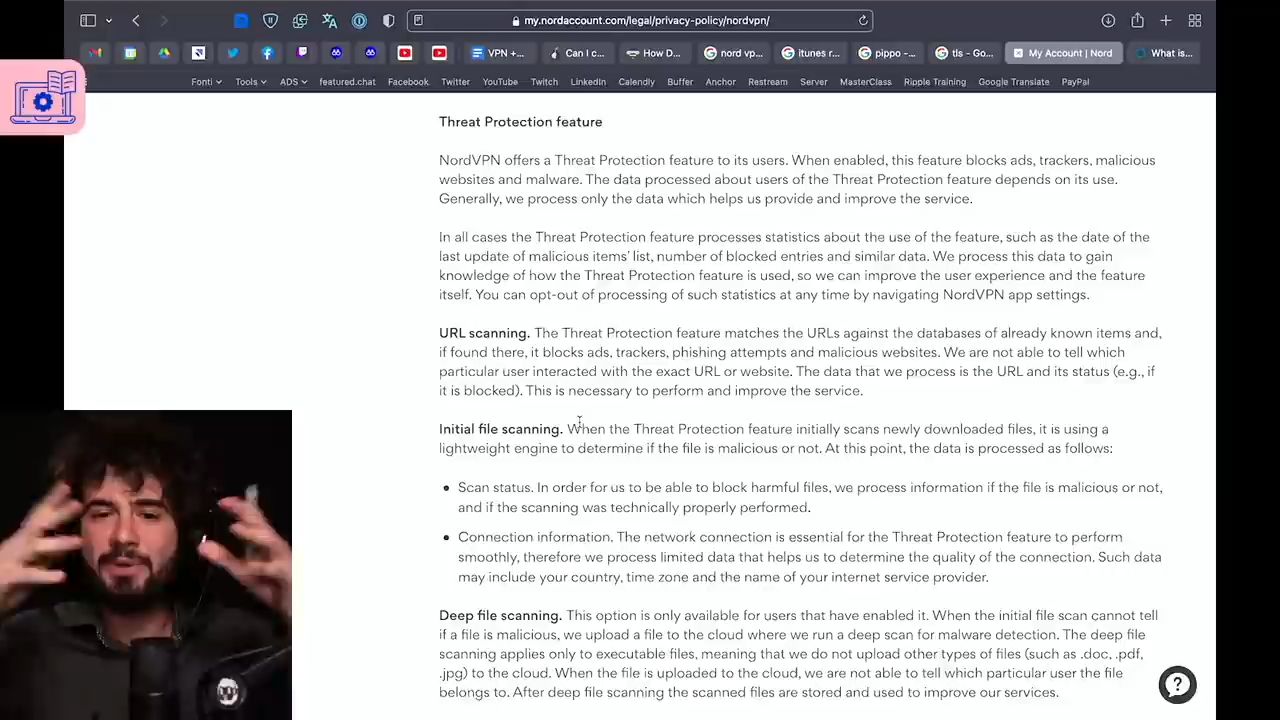 my.nordaccount.com/legal/privacy-policy/nordvpn/
VPN +...
Can I c...
How D...
nord vp...
itunes r...
pippo -...
tls - Go...
My Account | Nord
What is...
Fonti
Tools
ADS
featured.chat
Facebook
Twitter
YouTube
Twitch
LinkedIn
Calendly
Buffer
Anchor
Restream
Server
MasterClass
Ripple Training
Google Translate
PayPal
Threat Protection feature
NordVPN offers a Threat Protection feature to its users. When enabled, this feature blocks ads, trackers, malicious
websites and malware. The data processed about users of the Threat Protection feature depends on its use.
Generally, we process only the data which helps us provide and improve the service.
In all cases the Threat Protection feature processes statistics about the use of the feature, such as the date of the
last update of malicious items' list, number of blocked entries and similar data. We process this data to gain
knowledge of how the Threat Protection feature is used, so we can improve the user experience and the feature
itself. You can opt-out of processing of such statistics at any time by navigating NordVPN app settings.
URL scanning. The Threat Protection feature matches the URLs against the databases of already known items and,
if found there, it blocks ads, trackers, phishing attempts and malicious websites. We are not able to tell which
particular user interacted with the exact URL or website. The data that we process is the URL and its status (e.g., if
it is blocked). This is necessary to perform and improve the service.
Initial file scanning. When the Threat Protection feature initially scans newly downloaded files, it is using a
lightweight engine to determine if the file is malicious or not. At this point, the data is processed as follows:
Scan status. In order for us to be able to block harmful files, we process information if the file is malicious or not,
and if the scanning was technically properly performed.
Connection information. The network connection is essential for the Threat Protection feature to perform
smoothly, therefore we process limited data that helps us to determine the quality of the connection. Such data
may include your country, time zone and the name of your internet service provider.
Deep file scanning. This option is only available for users that have enabled it. When the initial file scan cannot tell
if a file is malicious, we upload a file to the cloud where we run a deep scan for malware detection. The deep file
scanning applies only to executable files, meaning that we do not upload other types of files (such as .doc, .pdf,
.jpg) to the cloud. When the file is uploaded to the cloud, we are not able to tell which particular user the file
belongs to. After deep file scanning the scanned files are stored and used to improve our services.
?